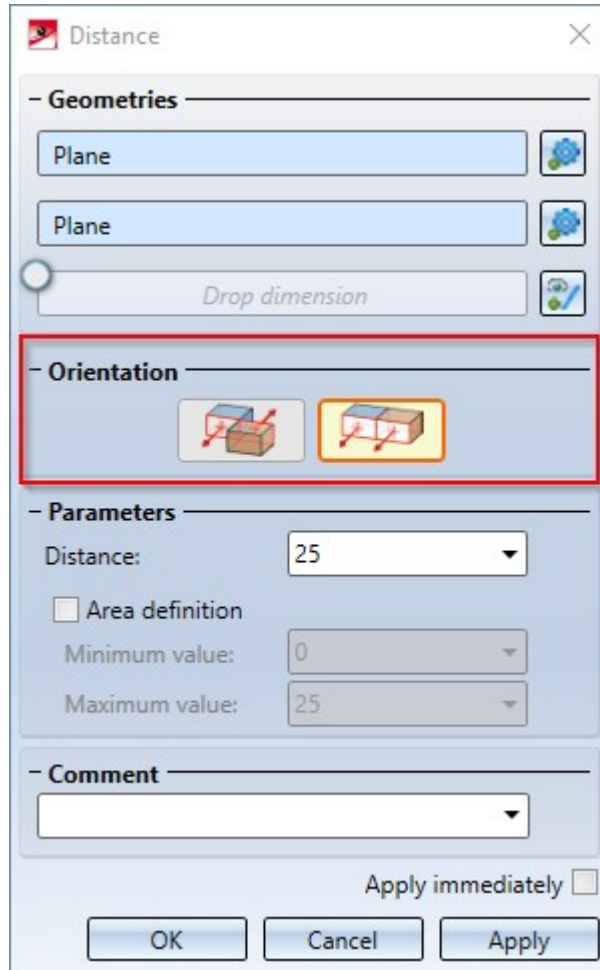 Distance
Geometries
Plane
Plane
Drop dimension
Orientation
Parameters
Distance: 25
Area definition
Minimum value: 0
Maximum value: 25
Comment
Apply immediately
OK Cancel Apply